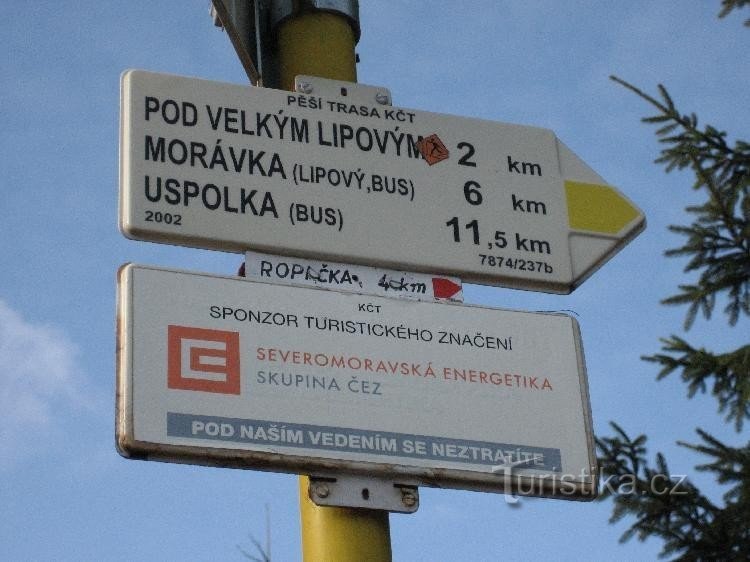 PĚŠÍ TRASA KČT
POD VELKÝM LIPOVÝM 2 km
MORÁVKA (LIPOVÝ,BUS) 6 km
USPOLKA (BUS) 11,5 km
2002 7874/237b
ROPIČKA 4km
KČT
SPONZOR TURISTICKÉHO ZNAČENÍ
SEVEROMORAVSKÁ ENERGETIKA
SKUPINA ČEZ
POD NAŠÍM VEDENÍM SE NEZTRATÍTE
Turistika.cz